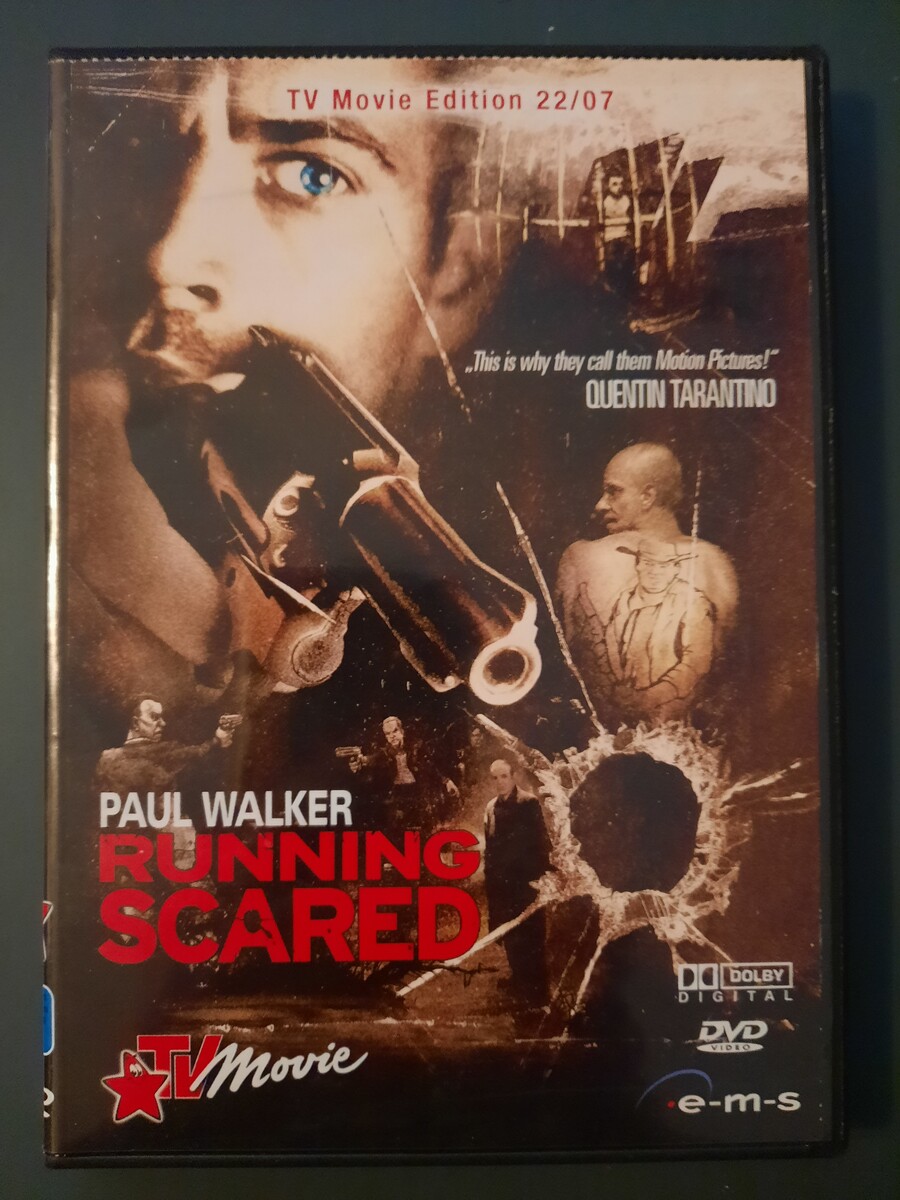 TV Movie Edition 22/07
„This is why they call them Motion Pictures!“
QUENTIN TARANTINO
PAUL WALKER
RUNNING
SCARED
DOLBY
DIGITAL
TV Movie
DVD
VIDEO
e-m-s